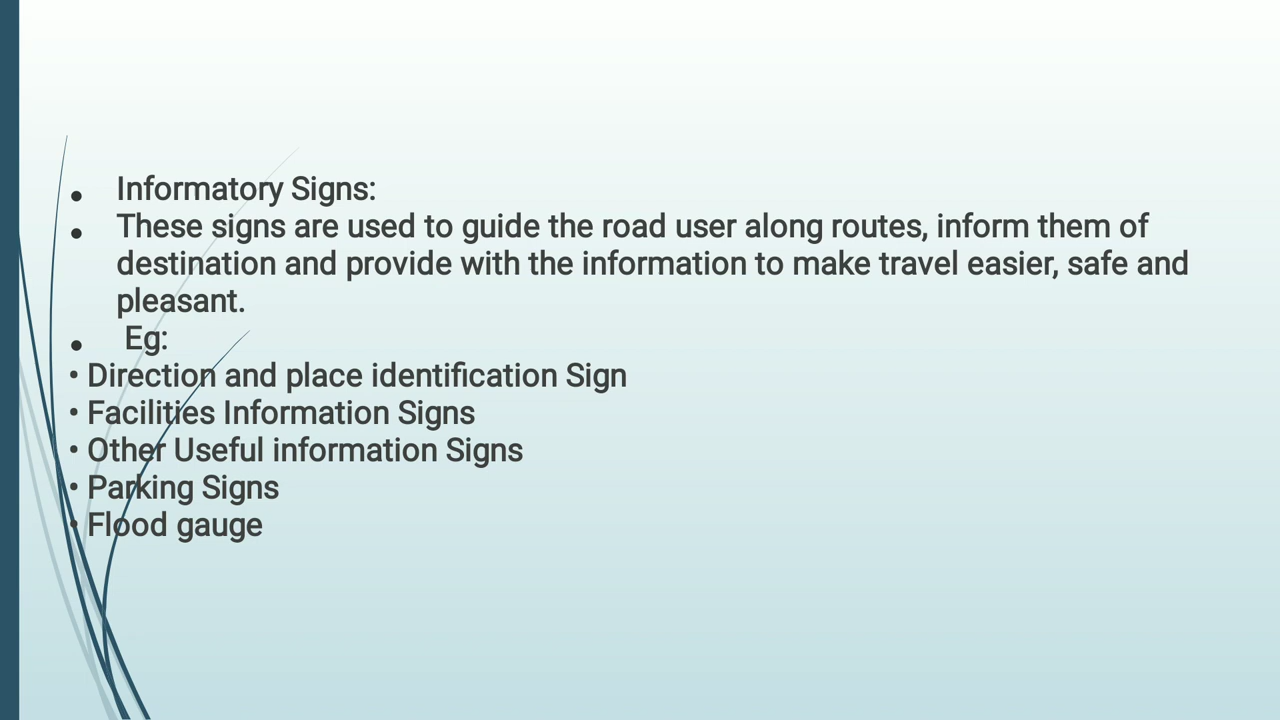 • Informatory Signs:
• These signs are used to guide the road user along routes, inform them of
destination and provide with the information to make travel easier, safe and
pleasant.
• Eg:
• Direction and place identification Sign
• Facilities Information Signs
• Other Useful information Signs
• Parking Signs
• Flood gauge